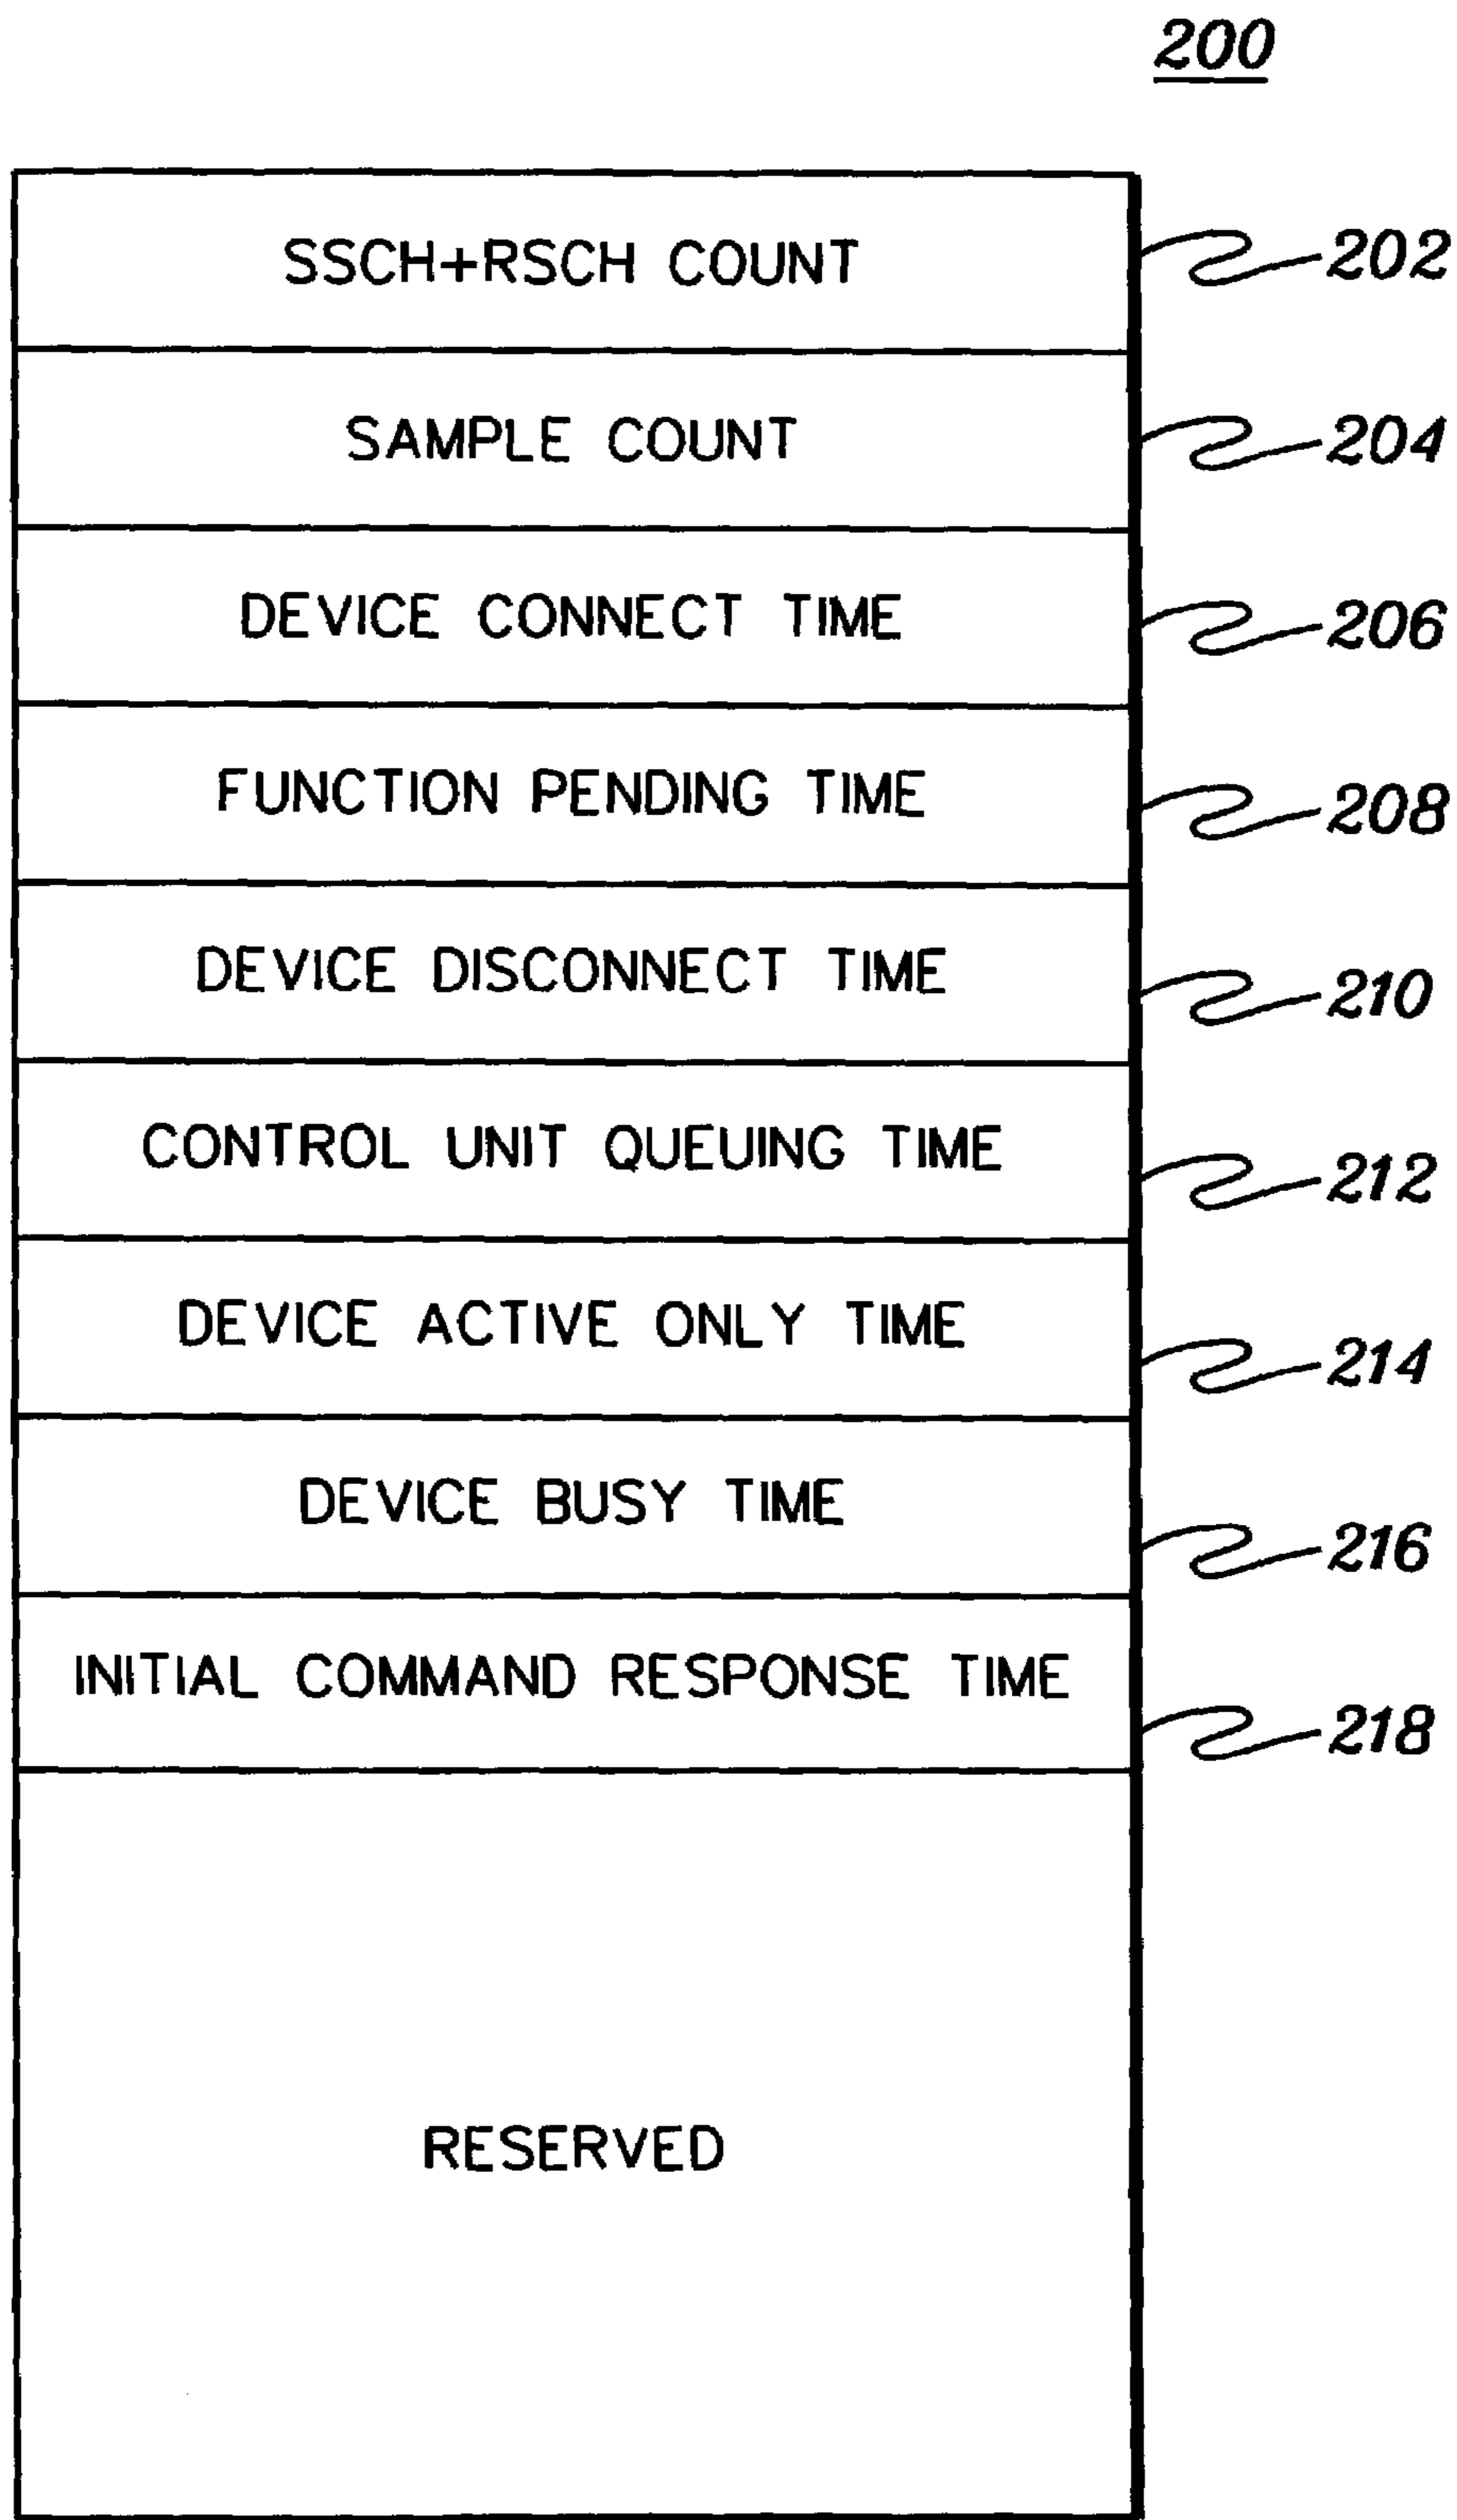 200
SSCH+RSCH COUNT 202
SAMPLE COUNT 204
DEVICE CONNECT TIME 206
FUNCTION PENDING TIME 208
DEVICE DISCONNECT TIME 210
CONTROL UNIT QUEUING TIME 212
DEVICE ACTIVE ONLY TIME 214
DEVICE BUSY TIME 216
INITIAL COMMAND RESPONSE TIME 218
RESERVED